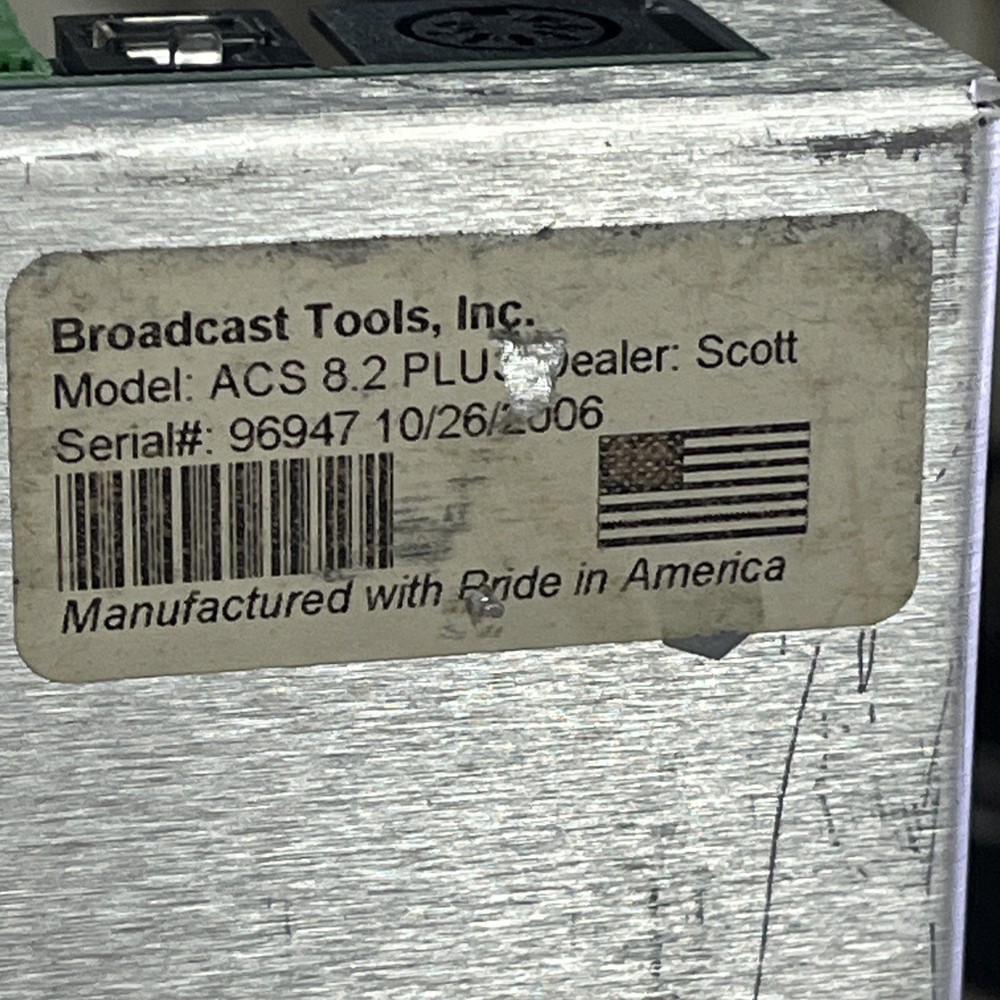 Broadcast Tools, Inc.
Model: ACS 8.2 PLUS Dealer: Scott
Serial#: 96947 10/26/2006
Manufactured with Pride in America